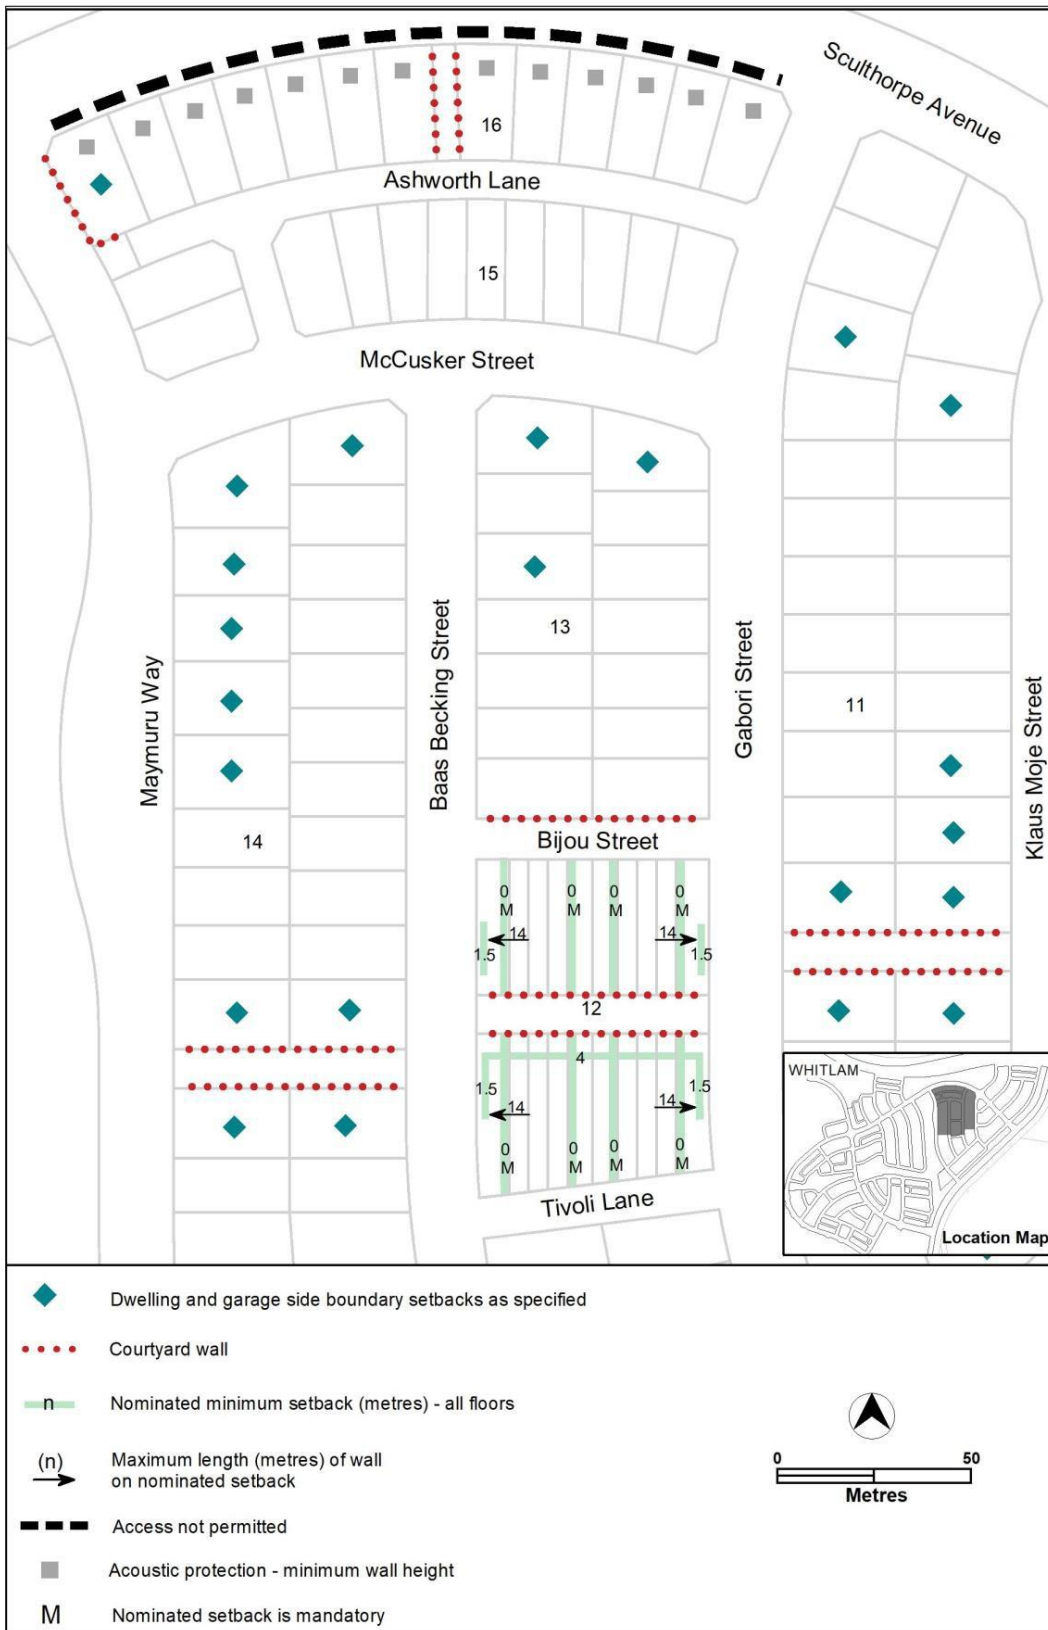 Sculthorpe Avenue
16
Ashworth Lane
15
McCusker Street
Maymuru Way
Baas Becking Street
13
Gabori Street
11
Klaus Moje Street
14
Bijou Street
0 0 0 0
M M M M
14 14
1.5 1.5
12
4
1.5 1.5
14 14
0 0 0 0
M M M M
Tivoli Lane
WHITLAM
Location Map
Dwelling and garage side boundary setbacks as specified
Courtyard wall
n Nominated minimum setback (metres) - all floors
(n) Maximum length (metres) of wall
on nominated setback
0 50
Metres
Access not permitted
Acoustic protection - minimum wall height
M Nominated setback is mandatory